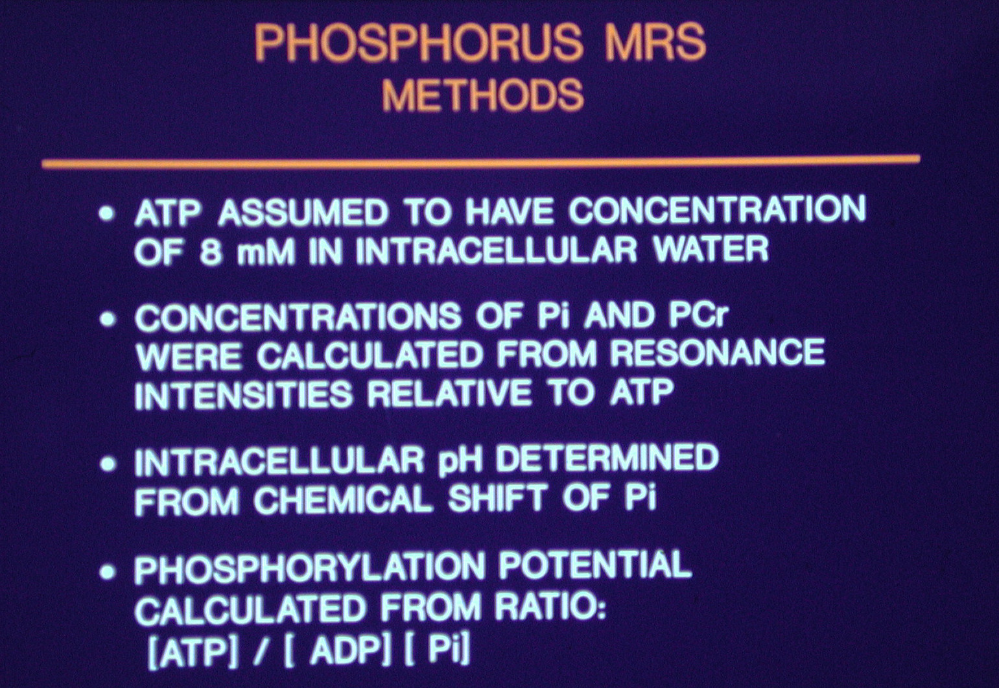 PHOSPHORUS MRS
METHODS
• ATP ASSUMED TO HAVE CONCENTRATION
OF 8 mM IN INTRACELLULAR WATER
• CONCENTRATIONS OF Pi AND PCr
WERE CALCULATED FROM RESONANCE
INTENSITIES RELATIVE TO ATP
• INTRACELLULAR pH DETERMINED
FROM CHEMICAL SHIFT OF Pi
• PHOSPHORYLATION POTENTIAL
CALCULATED FROM RATIO:
[ATP] / [ ADP] [ Pi]